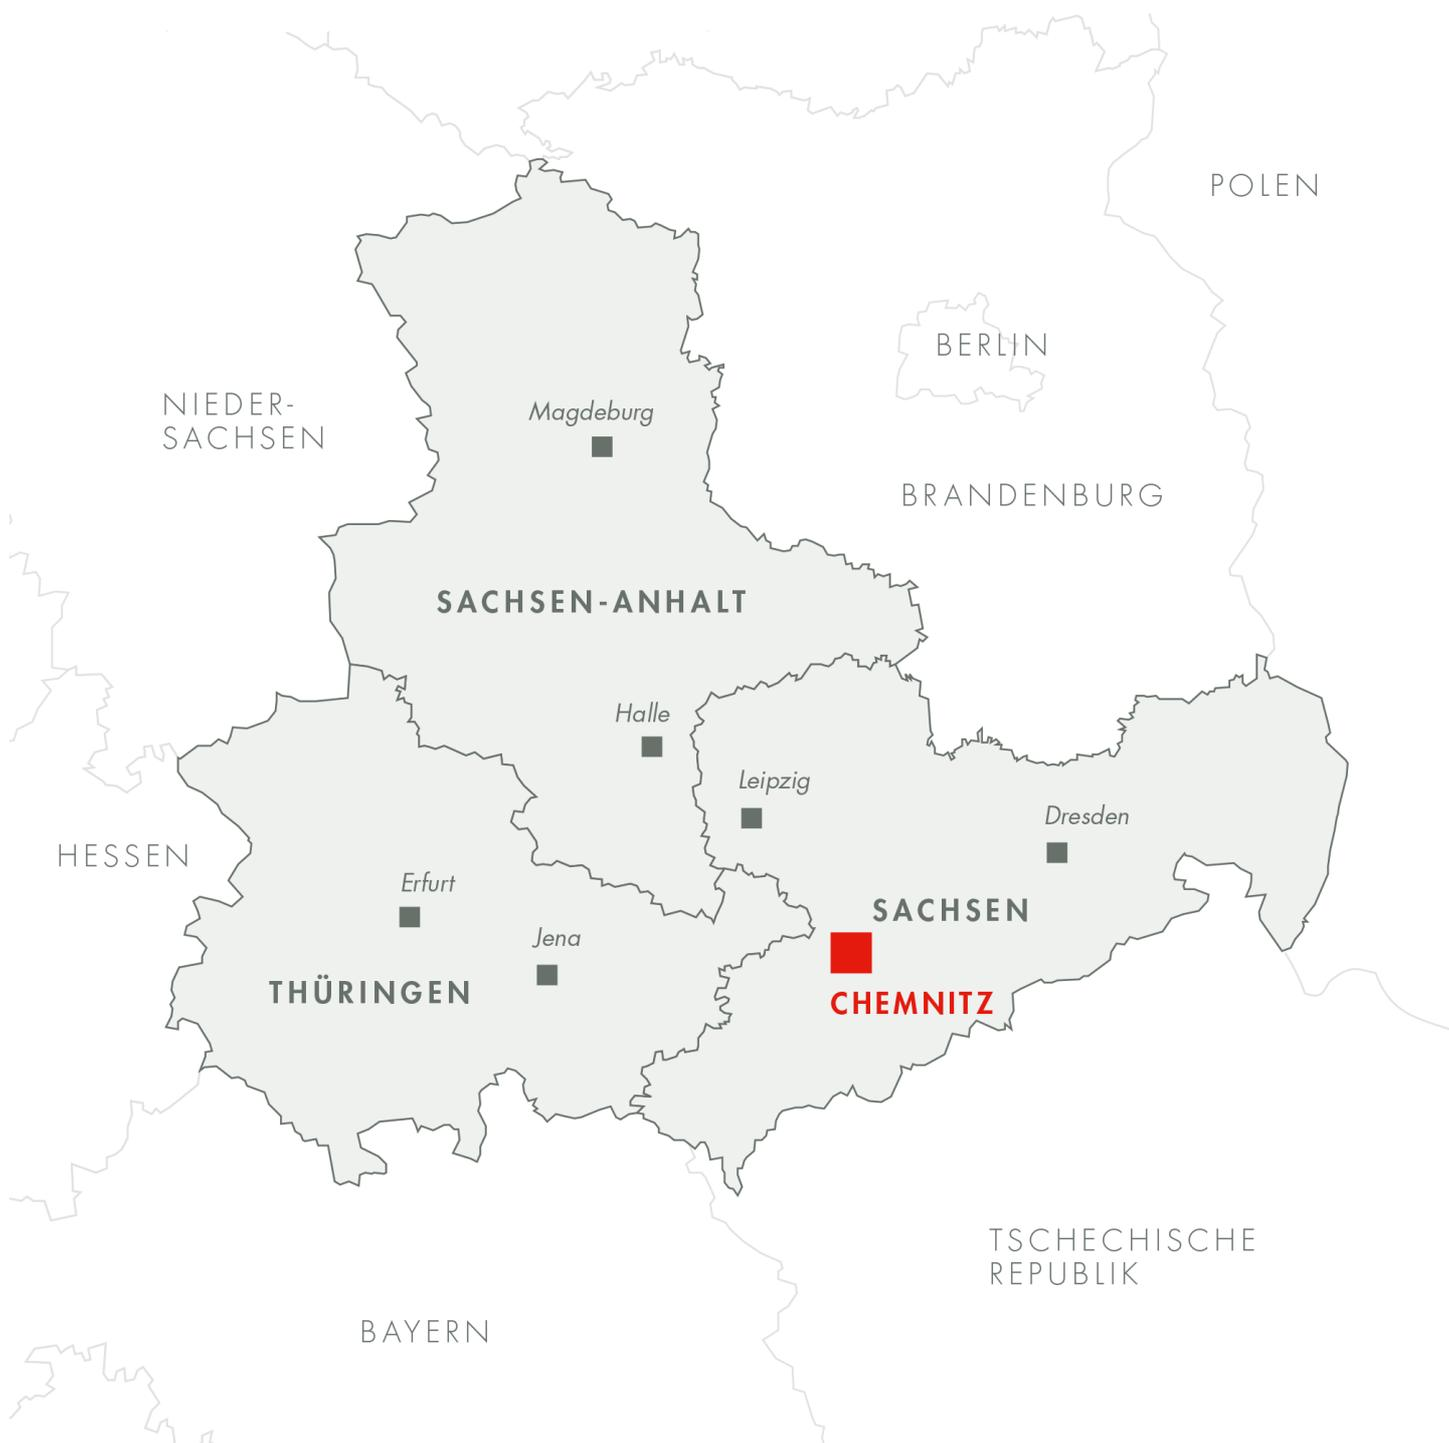 POLEN
BERLIN
NIEDER-
SACHSEN
Magdeburg
BRANDENBURG
SACHSEN-ANHALT
Halle
Leipzig
Dresden
HESSEN
Erfurt
SACHSEN
Jena
THÜRINGEN
CHEMNITZ
TSCHECHISCHE
REPUBLIK
BAYERN